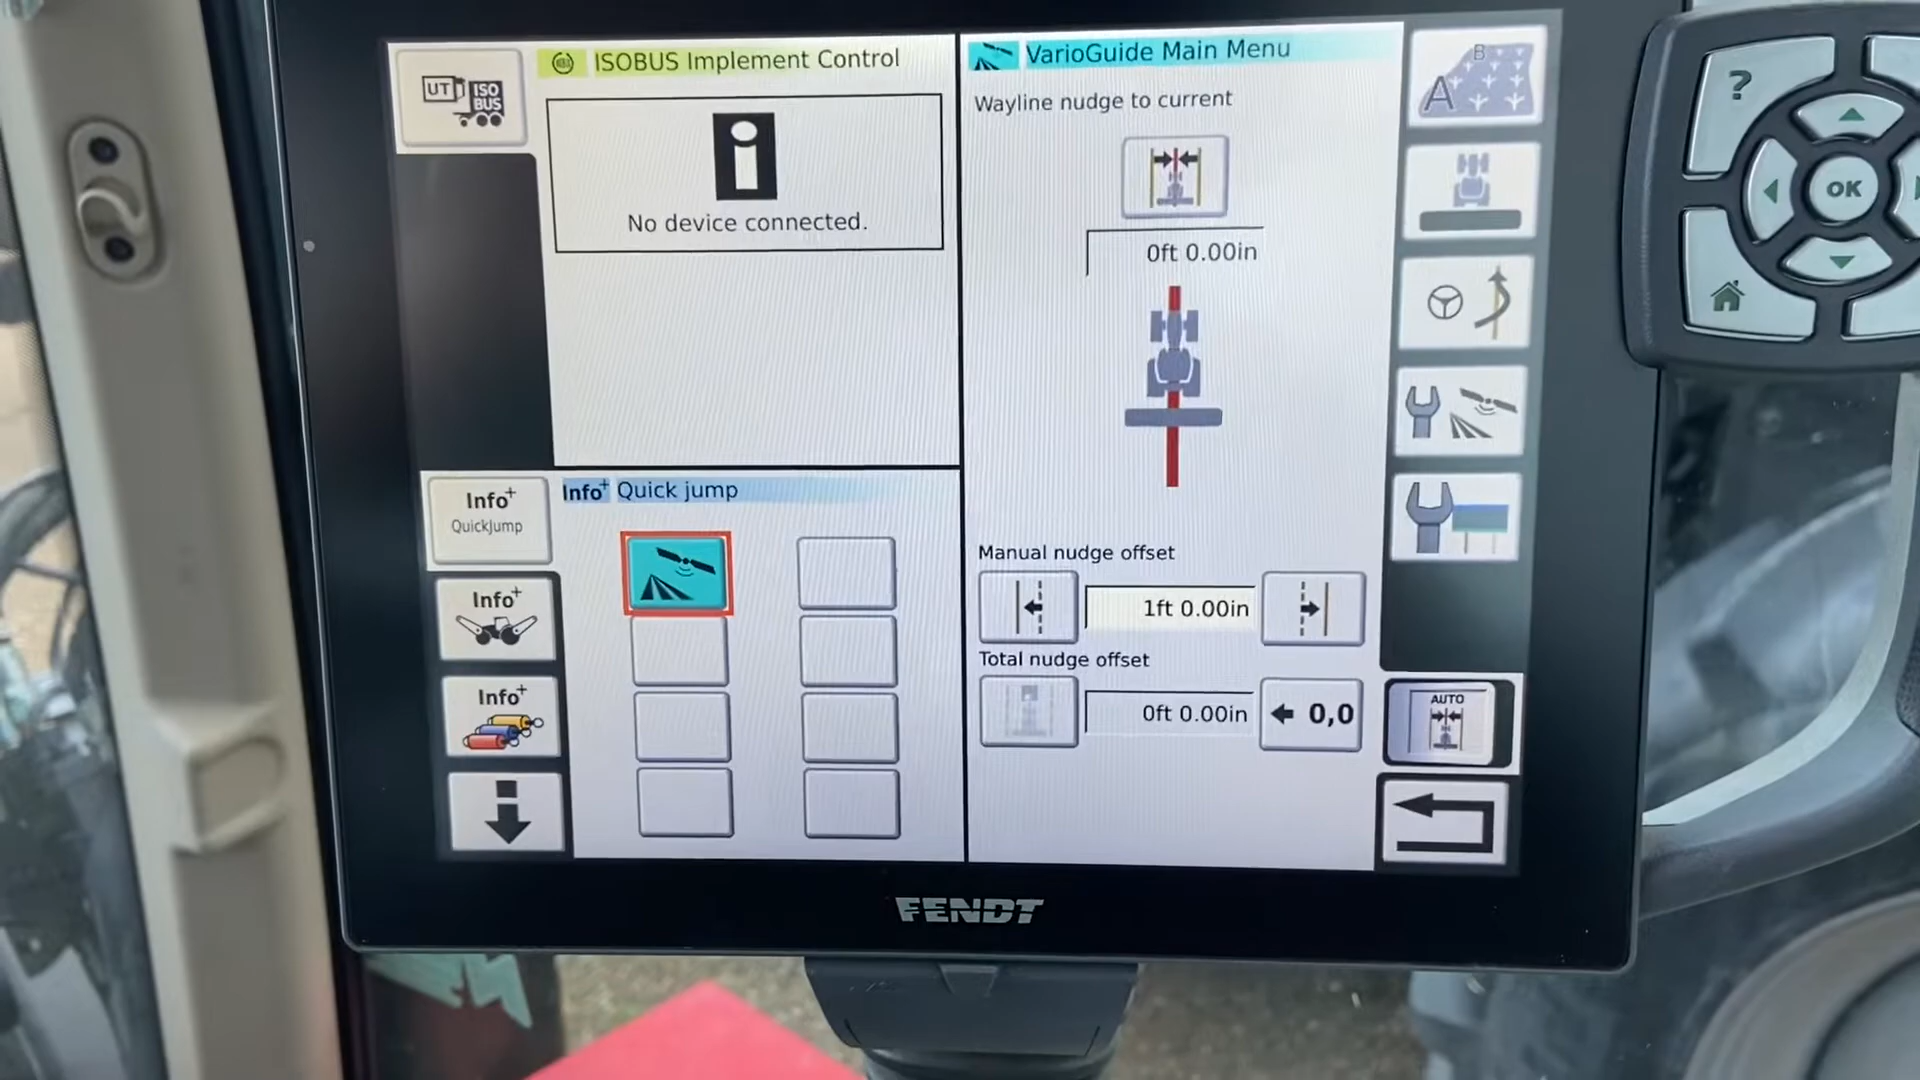 UT
ISO
BUS
ISOBUS Implement Control
No device connected.
VarioGuide Main Menu
Wayline nudge to current
0ft 0.00in
Manual nudge offset
1ft 0.00in
Total nudge offset
0ft 0.00in
0,0
A
B
AUTO
Info+
QuickJump
Info+ Quick jump
Info+
Info+
FENDT
?
OK